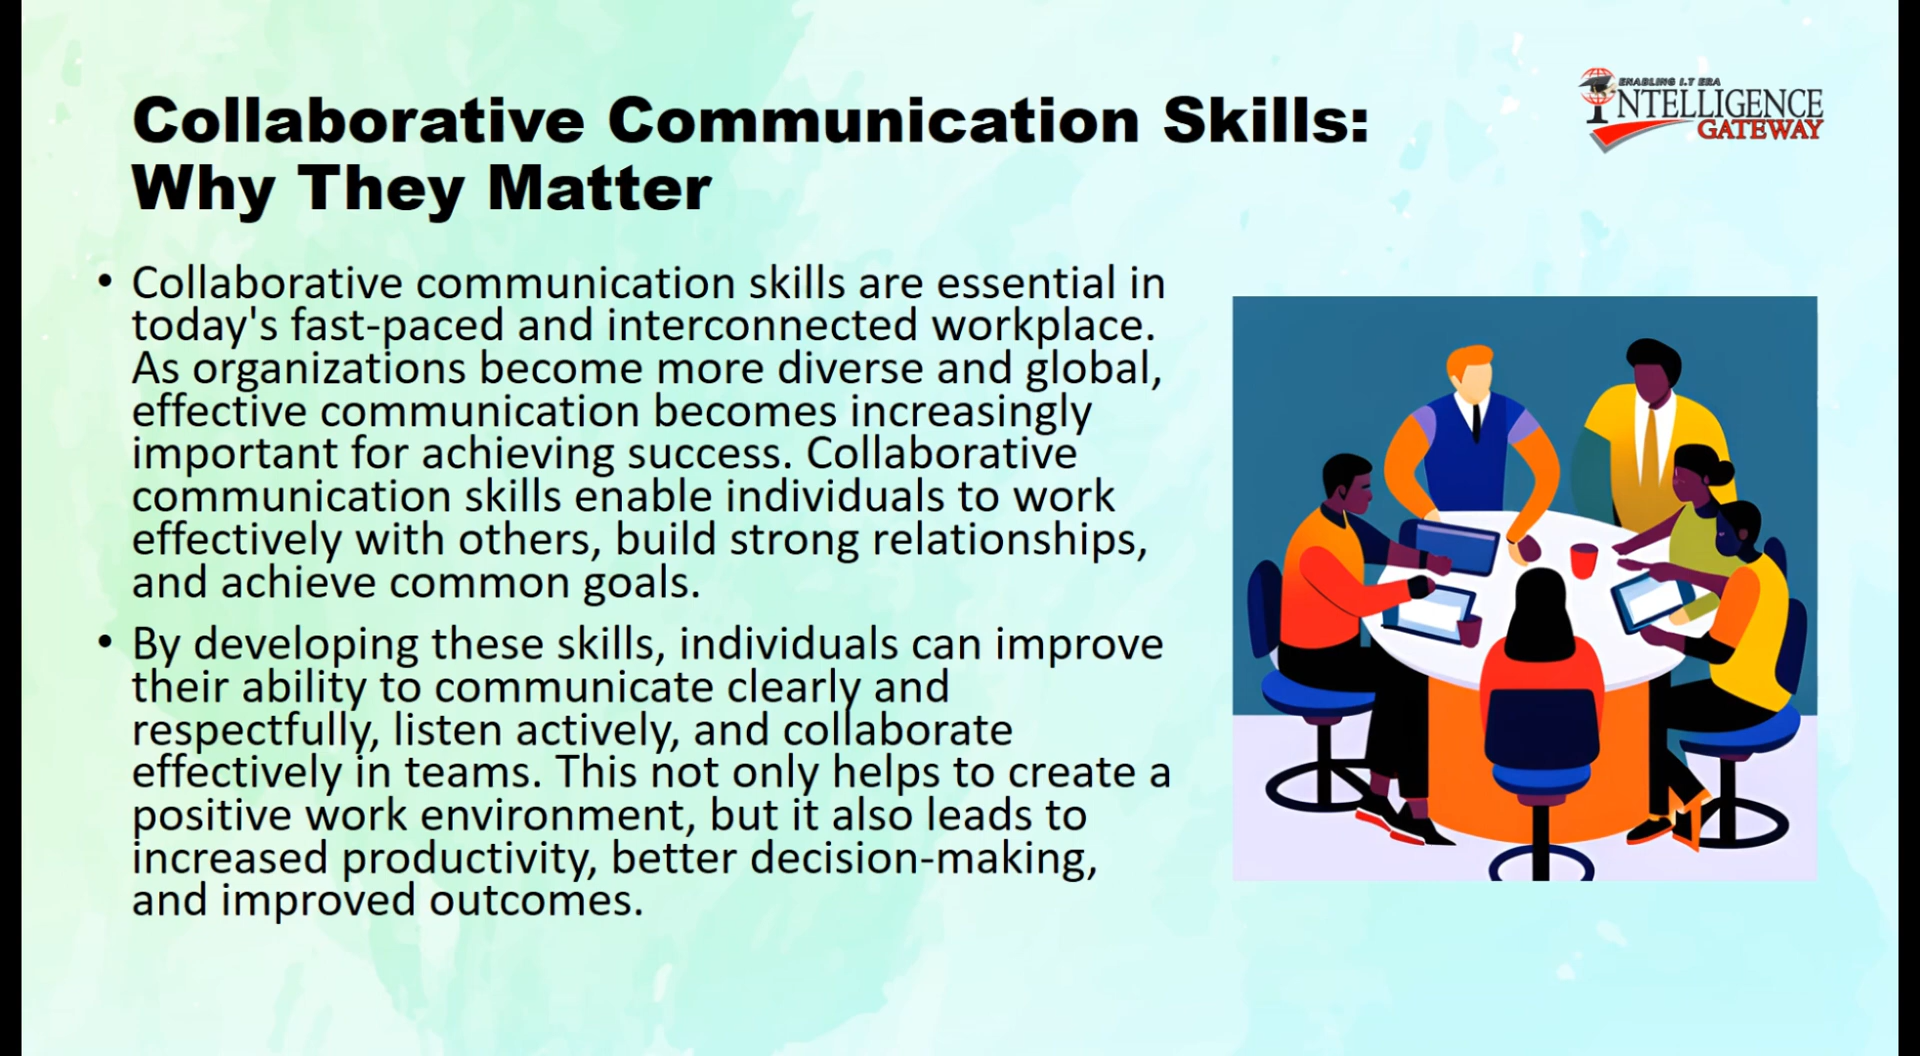 Collaborative Communication Skills:
Why They Matter
ENABLING I.T ERA
INTELLIGENCE
GATEWAY
• Collaborative communication skills are essential in
today's fast-paced and interconnected workplace.
As organizations become more diverse and global,
effective communication becomes increasingly
important for achieving success. Collaborative
communication skills enable individuals to work
effectively with others, build strong relationships,
and achieve common goals.
• By developing these skills, individuals can improve
their ability to communicate clearly and
respectfully, listen actively, and collaborate
effectively in teams. This not only helps to create a
positive work environment, but it also leads to
increased productivity, better decision-making,
and improved outcomes.